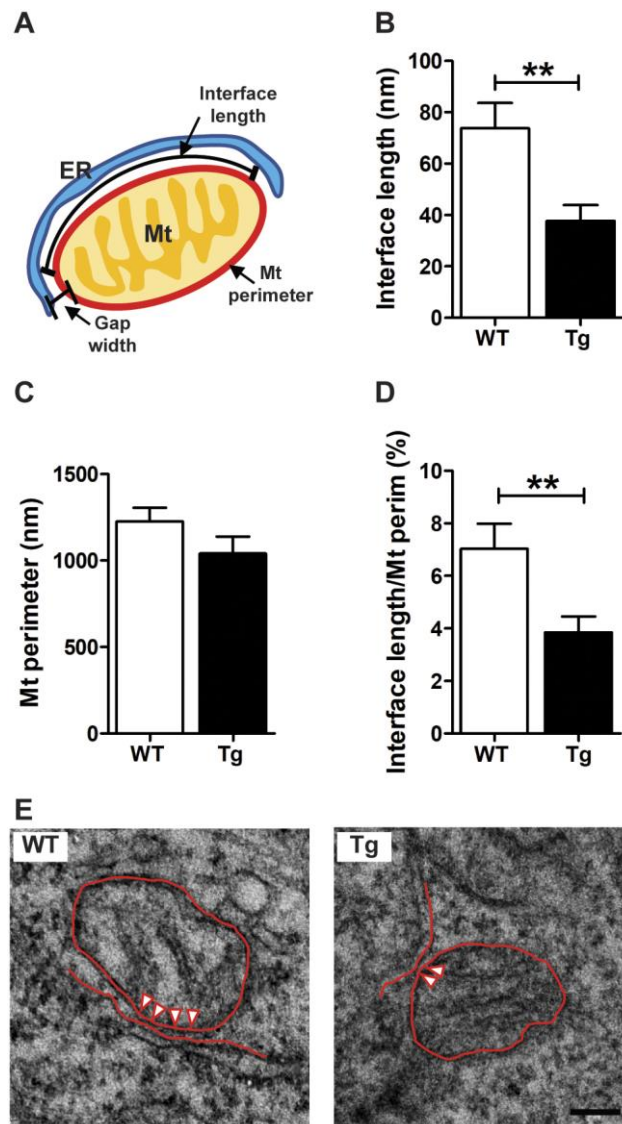 A
Interface
length
ER
Mt
Mt
perimeter
Gap
width
B
Interface length (nm)
100
80
60
40
20
0
**
WT
Tg
C
Mt perimeter (nm)
1500
1000
500
0
WT
Tg
D
Interface length/Mt perim (%)
10
8
6
4
2
0
**
WT
Tg
E
WT
Tg